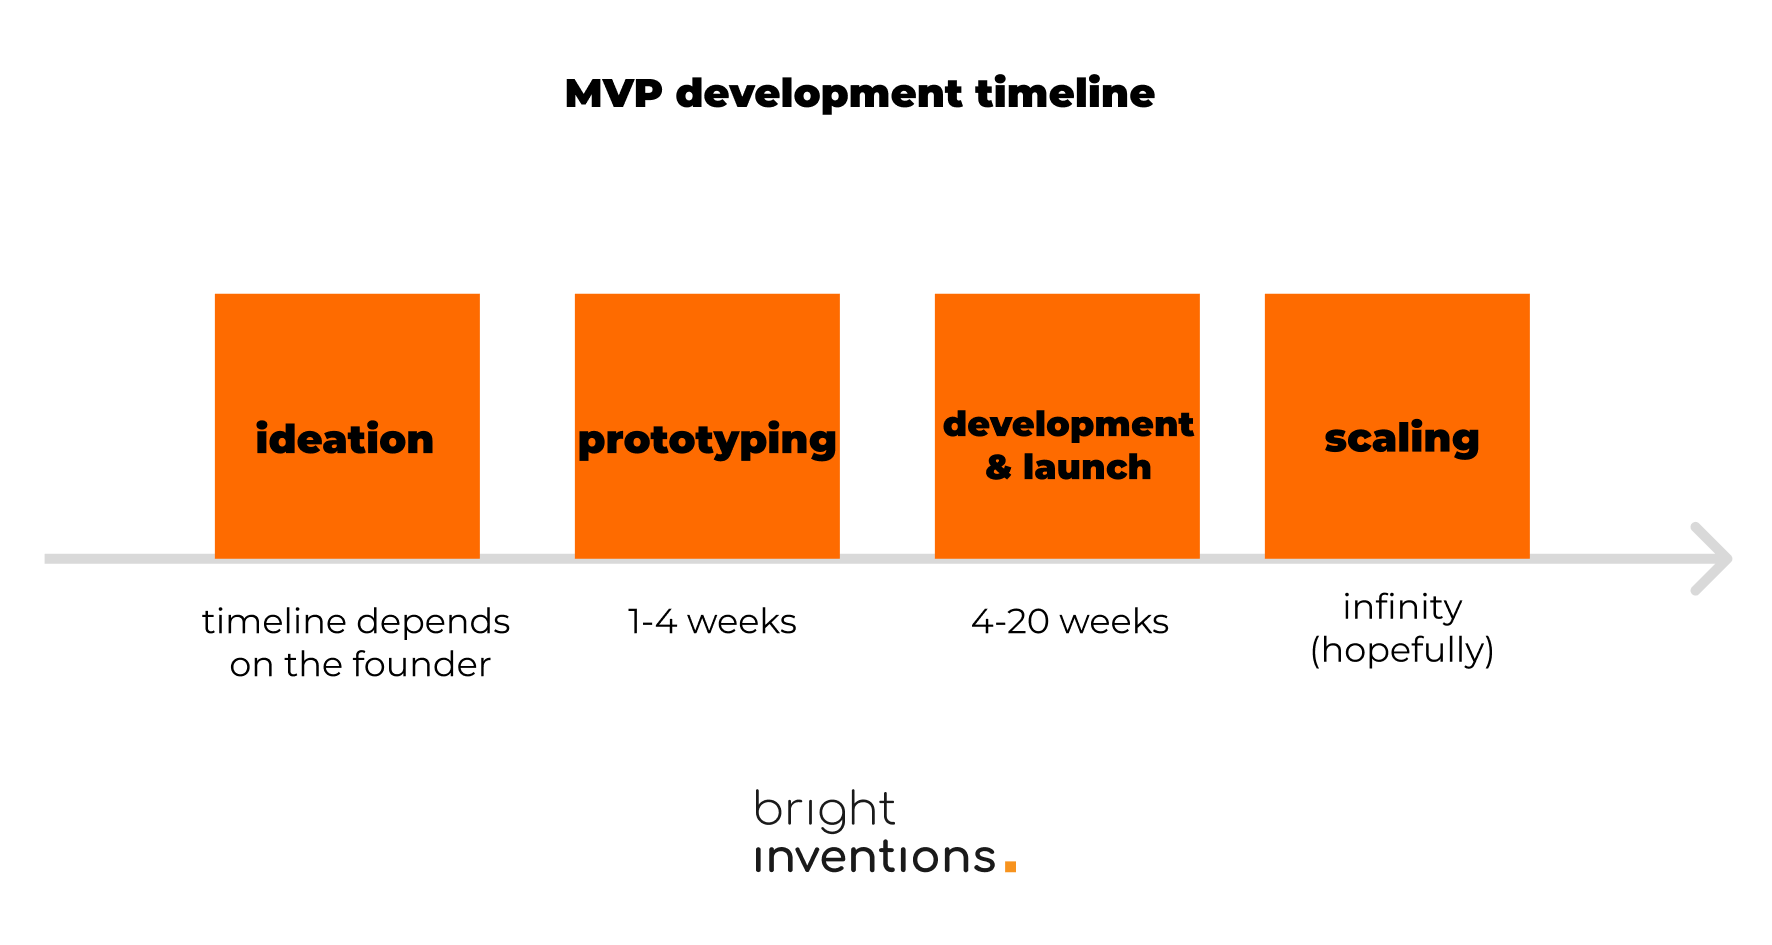 MVP development timeline
ideation
prototyping
development
& launch
scaling
timeline depends
on the founder
1-4 weeks
4-20 weeks
infinity
(hopefully)
bright
inventions.